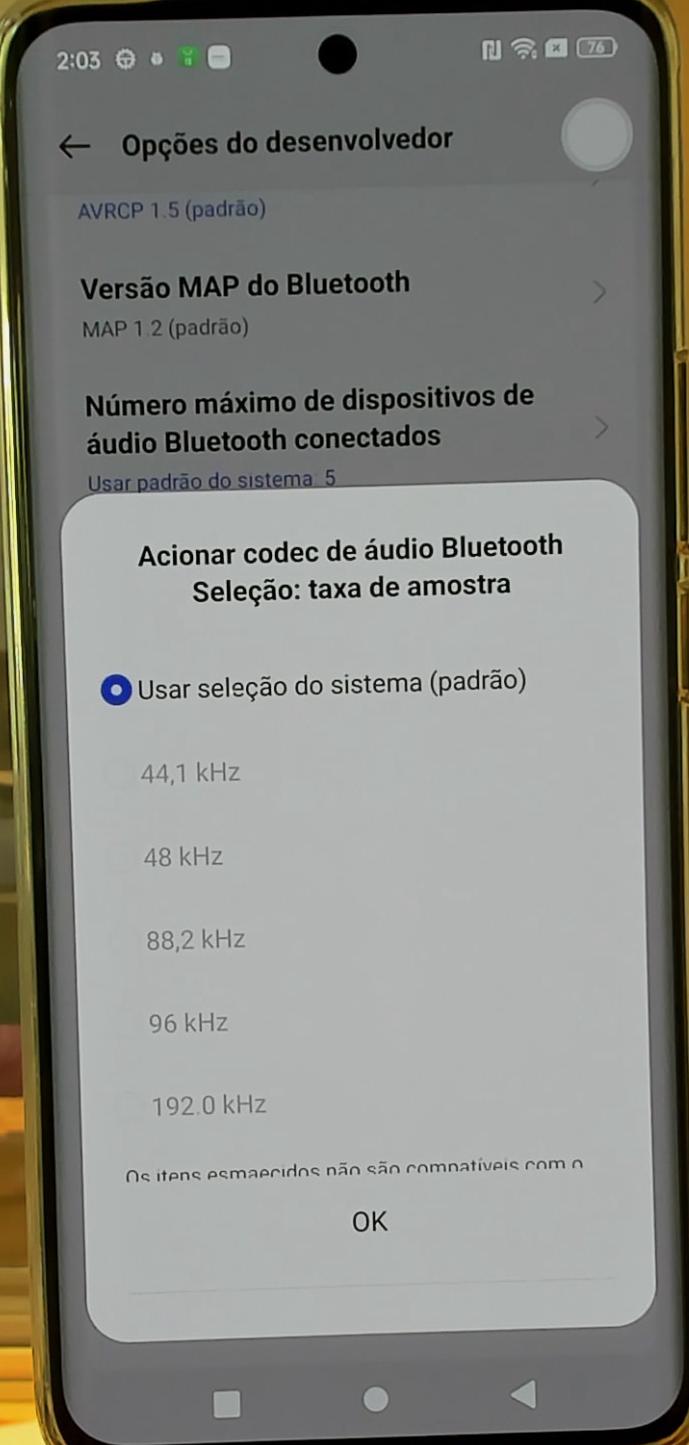 2:03
76
Opções do desenvolvedor
AVRCP 1.5 (padrão)
Versão MAP do Bluetooth
MAP 1.2 (padrão)
Número máximo de dispositivos de
áudio Bluetooth conectados
Usar padrão do sistema: 5
Acionar codec de áudio Bluetooth
Seleção: taxa de amostra
Usar seleção do sistema (padrão)
44,1 kHz
48 kHz
88,2 kHz
96 kHz
192.0 kHz
Os itens esmaecidos não são compatíveis com o
OK